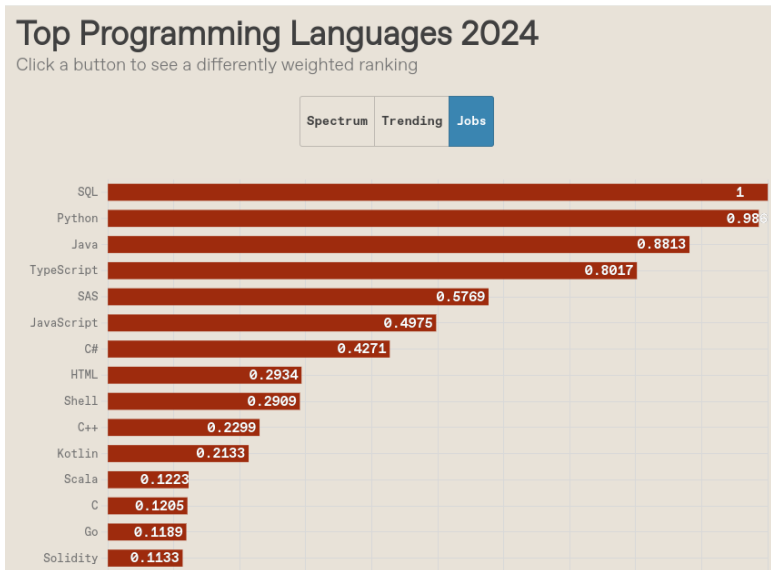 Top Programming Languages 2024
Click a button to see a differently weighted ranking
Spectrum Trending Jobs
SQL 1
Python 0.986
Java 0.8813
TypeScript 0.8017
SAS 0.5769
JavaScript 0.4975
C# 0.4271
HTML 0.2934
Shell 0.2909
C++ 0.2299
Kotlin 0.2133
Scala 0.1223
C 0.1205
Go 0.1189
Solidity 0.1133